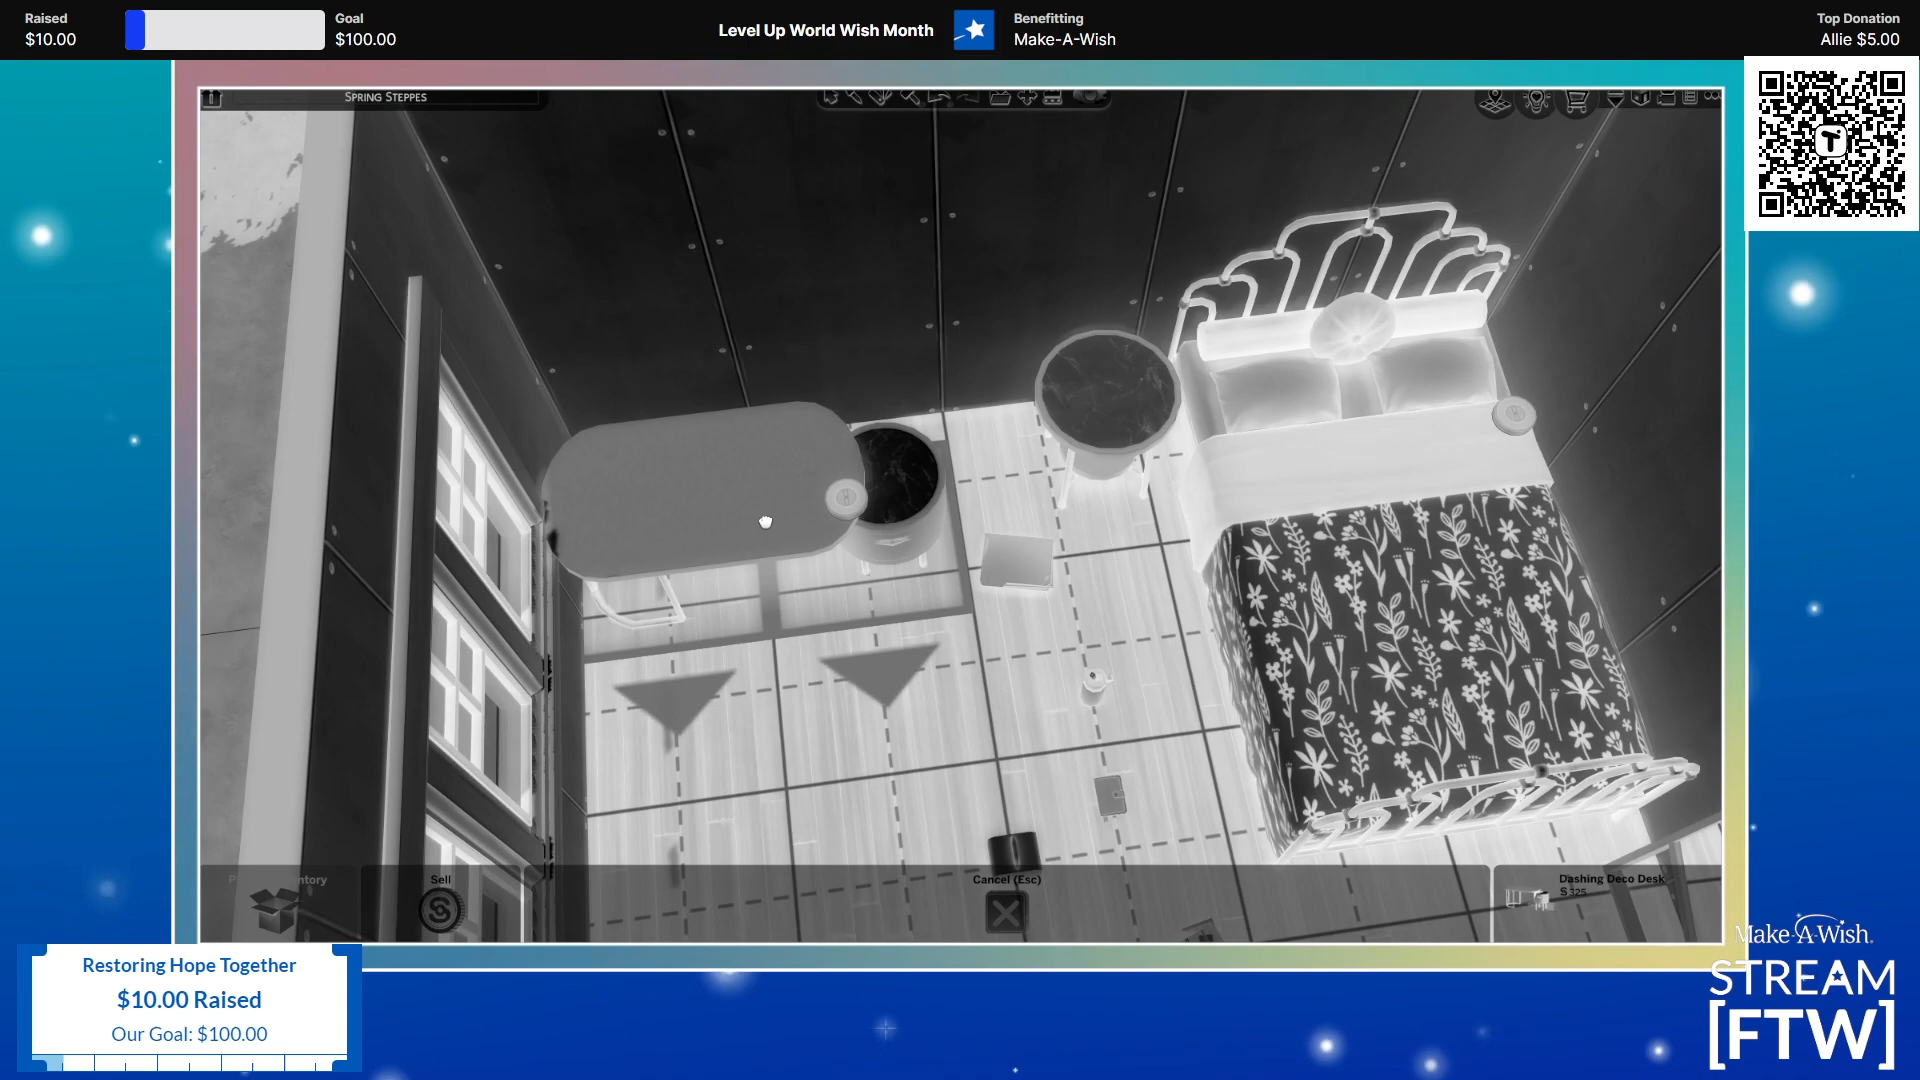 Raised
$10.00
Goal
$100.00
Level Up World Wish Month
Benefitting
Make-A-Wish
Top Donation
Allie $5.00
SPRING STEPPES
Sell
Cancel (Esc)
Dashing Deco Desk
§325
Restoring Hope Together
$10.00 Raised
Our Goal: $100.00
Make-A-Wish.
STREAM
[FTW]